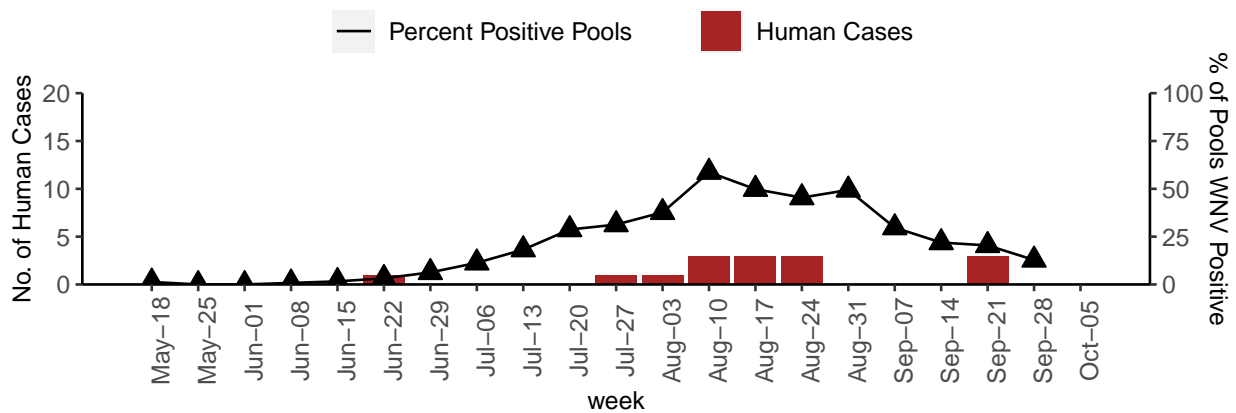 Percent Positive Pools
Human Cases
No. of Human Cases
20
15
10
5
0
% of Pools WNV Positive
100
75
50
25
0
May−18
May−25
Jun−01
Jun−08
Jun−15
Jun−22
Jun−29
Jul−06
Jul−13
Jul−20
Jul−27
Aug−03
Aug−10
Aug−17
Aug−24
Aug−31
Sep−07
Sep−14
Sep−21
Sep−28
Oct−05
week